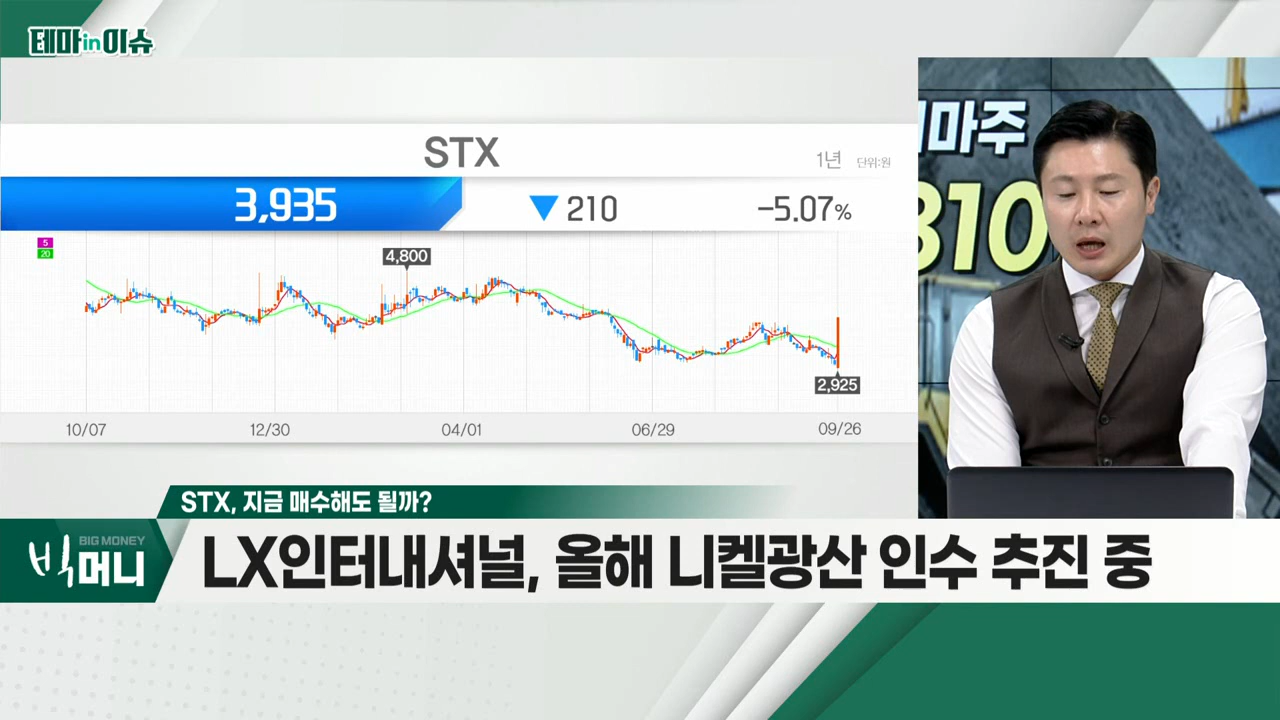 테마in이슈
STX
1년 단위:원
3,935 ▼210 -5.07%
5
20
4,800
2,925
10/07 12/30 04/01 06/29 09/26
마주
310
STX, 지금 매수해도 될까?
BIG MONEY
빅머니
LX인터내셔널, 올해 니켈광산 인수 추진 중